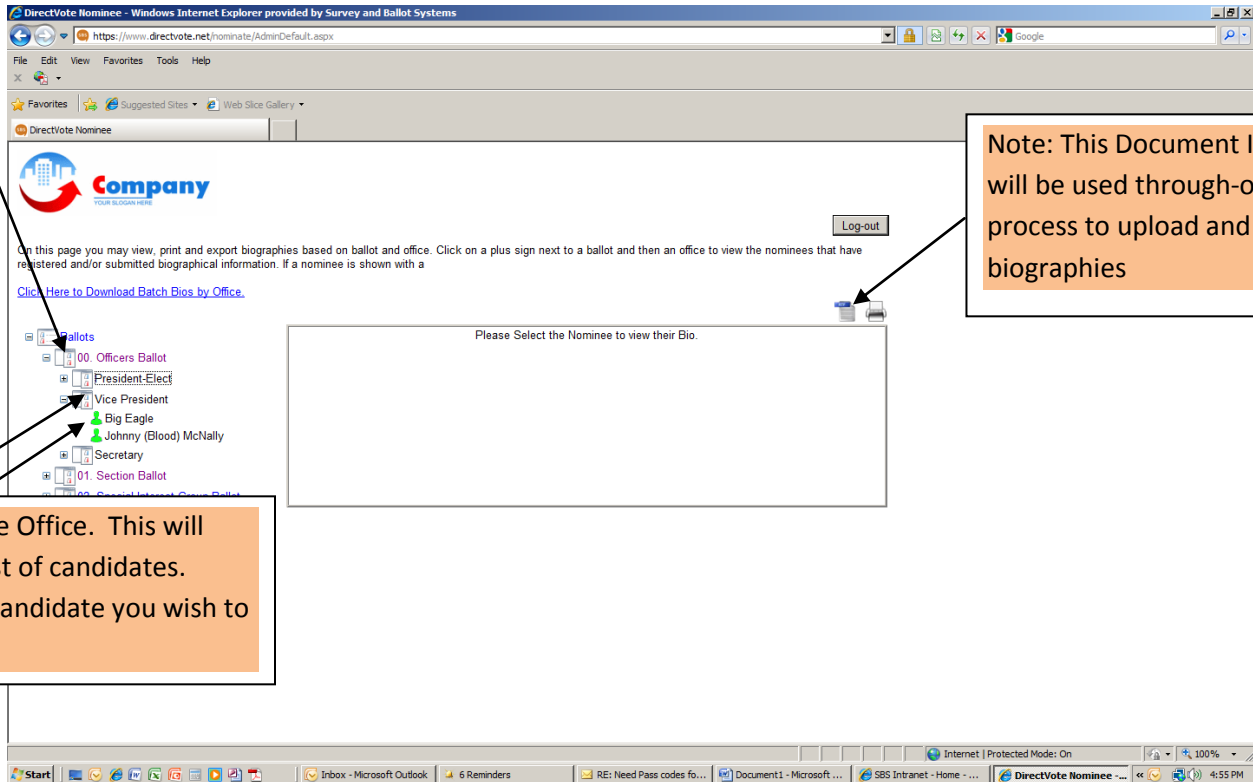 DirectVote Nominee - Windows Internet Explorer provided by Survey and Ballot Systems
https://www.directvote.net/nominate/AdminDefault.aspx
Google
File Edit View Favorites Tools Help
Favorites Suggested Sites Web Slice Gallery
DirectVote Nominee
Company
YOUR SLOGAN HERE
Log-out
On this page you may view, print and export biographies based on ballot and office. Click on a plus sign next to a ballot and then an office to view the nominees that have
registered and/or submitted biographical information. If a nominee is shown with a
Click Here to Download Batch Bios by Office.
Note: This Document I
will be used through-o
process to upload and
biographies
Ballots
00. Officers Ballot
President-Elect
Vice President
Big Eagle
Johnny (Blood) McNally
Secretary
01. Section Ballot
Please Select the Nominee to view their Bio.
e Office. This will
st of candidates.
andidate you wish to
Internet | Protected Mode: On
100%
Start
Inbox - Microsoft Outlook
6 Reminders
RE: Need Pass codes fo...
Document1 - Microsoft ...
SBS Intranet - Home - ...
DirectVote Nominee -...
4:55 PM